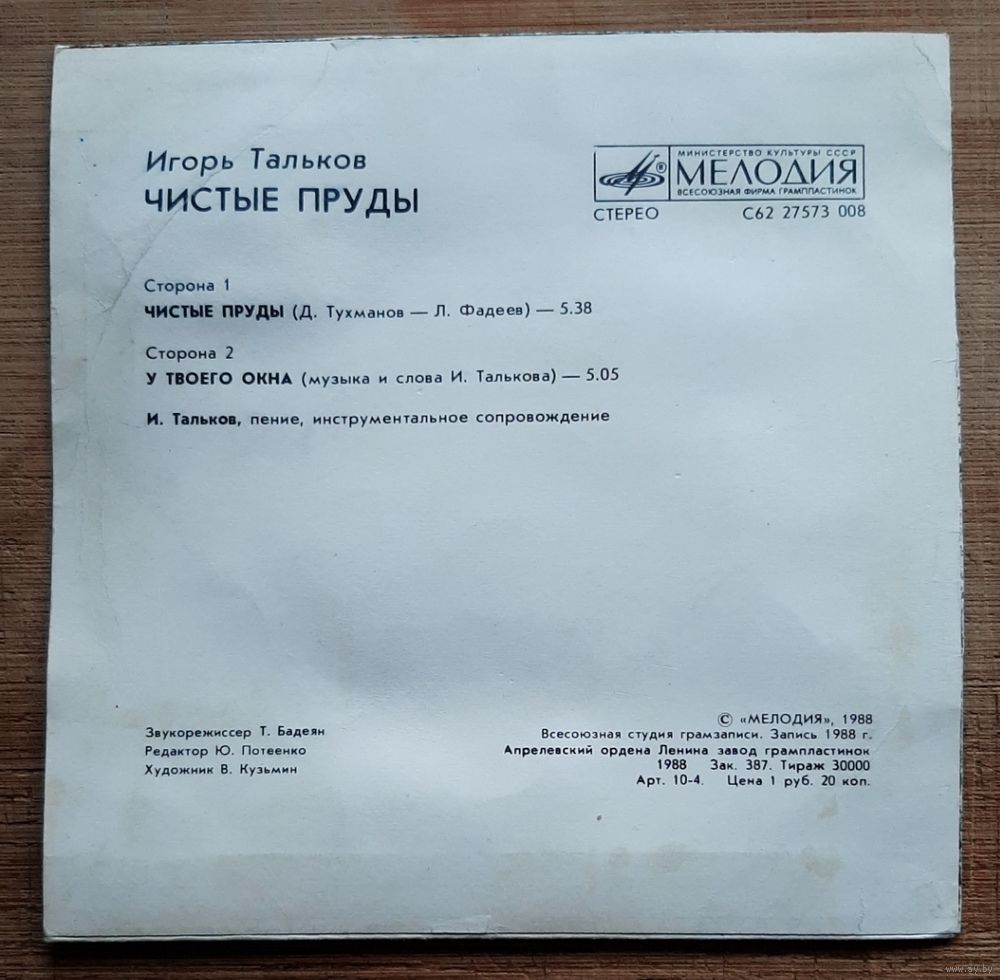 Игорь Тальков
ЧИСТЫЕ ПРУДЫ
МИНИСТЕРСТВО КУЛЬТУРЫ СССР
МЕЛОДИЯ
ВСЕСОЮЗНАЯ ФИРМА ГРАМПЛАСТИНОК
®
СТЕРЕО С62 27573 008
Сторона 1
ЧИСТЫЕ ПРУДЫ (Д. Тухманов — Л. Фадеев) — 5.38
Сторона 2
У ТВОЕГО ОКНА (музыка и слова И. Талькова) — 5.05
И. Тальков, пение, инструментальное сопровождение
Звукорежиссер Т. Бадеян
Редактор Ю. Потеенко
Художник В. Кузьмин
© «МЕЛОДИЯ», 1988
Всесоюзная студия грамзаписи. Запись 1988 г.
Апрелевский ордена Ленина завод грампластинок
1988 Зак. 387. Тираж 30000
Арт. 10-4. Цена 1 руб. 20 коп.
www.ay.by